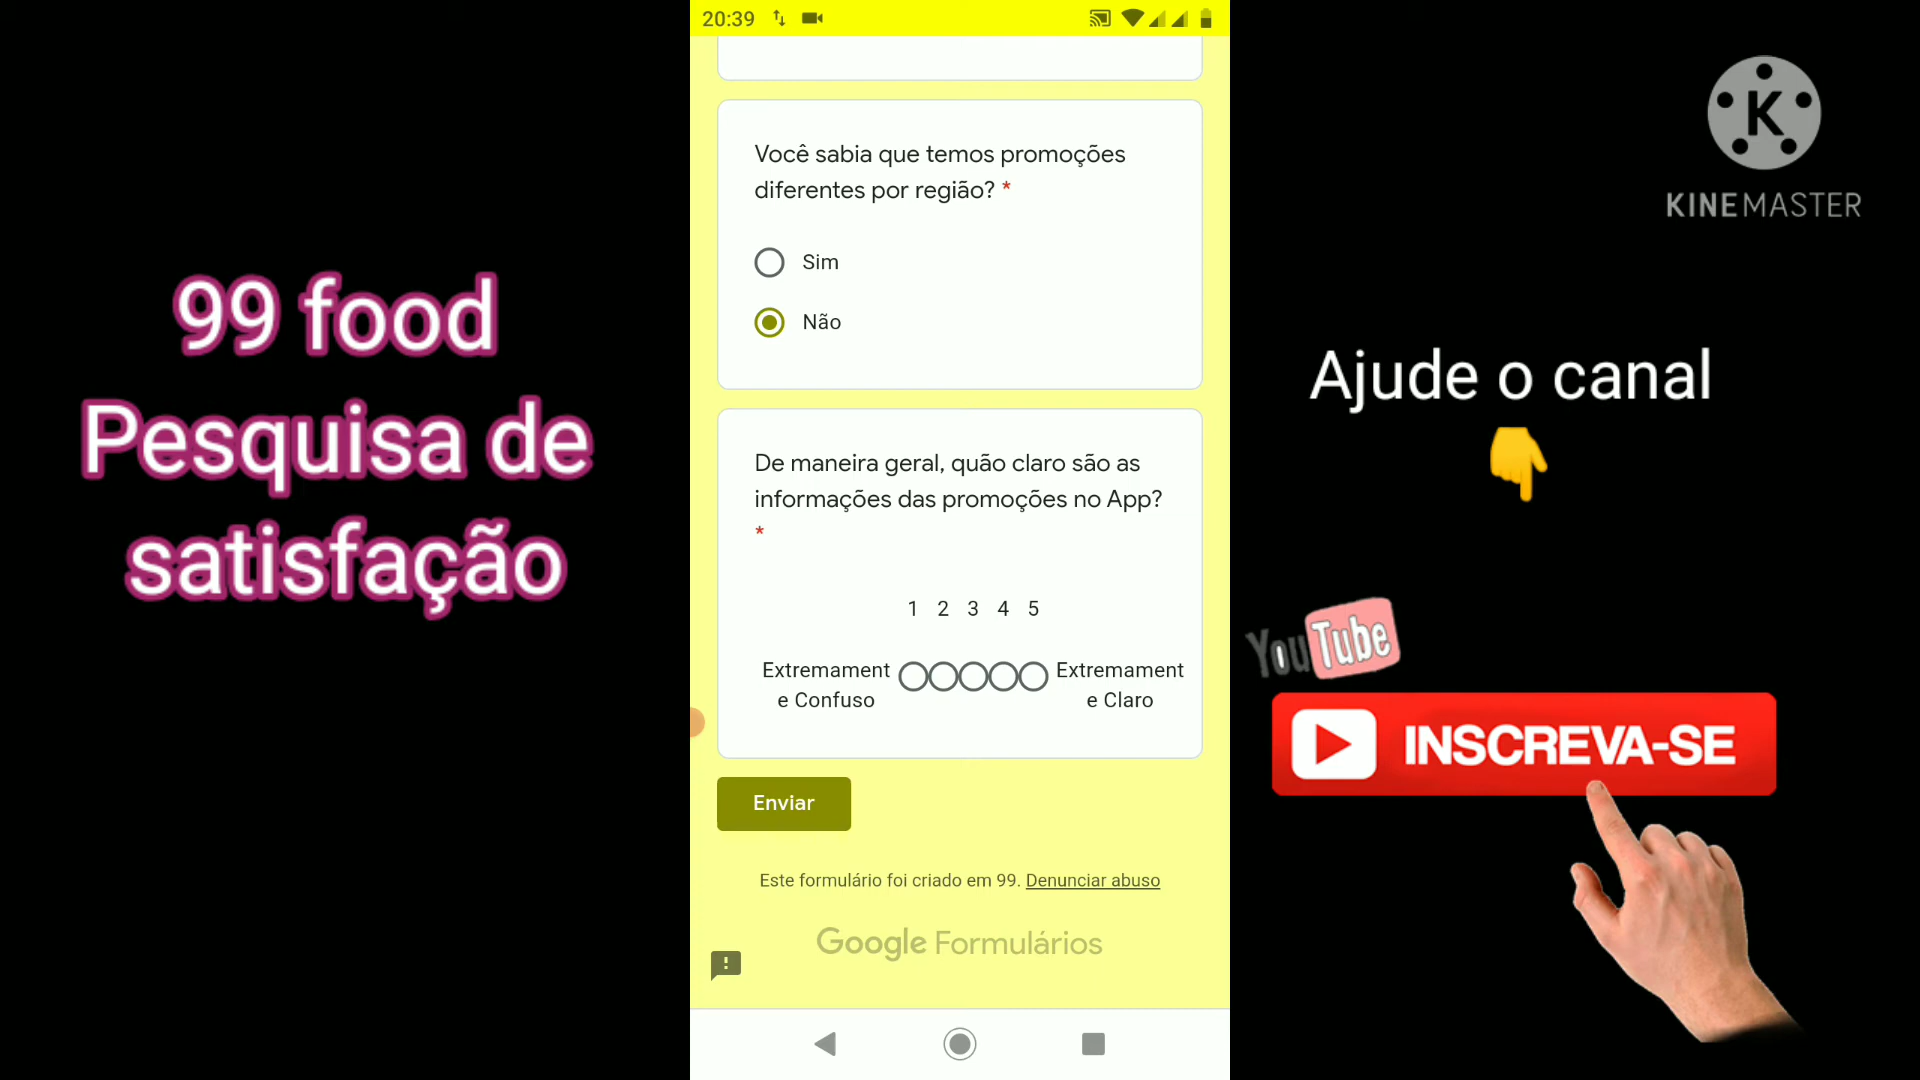 20:39
Você sabia que temos promoções
diferentes por região? *
Sim
Não
De maneira geral, quão claro são as
informações das promoções no App?
*
1 2 3 4 5
Extremament
e Confuso
Extremament
e Claro
Enviar
Este formulário foi criado em 99. Denunciar abuso
Google Formulários
99 food
Pesquisa de
satisfação
K
KINEMASTER
Ajude o canal
YouTube
INSCREVA-SE